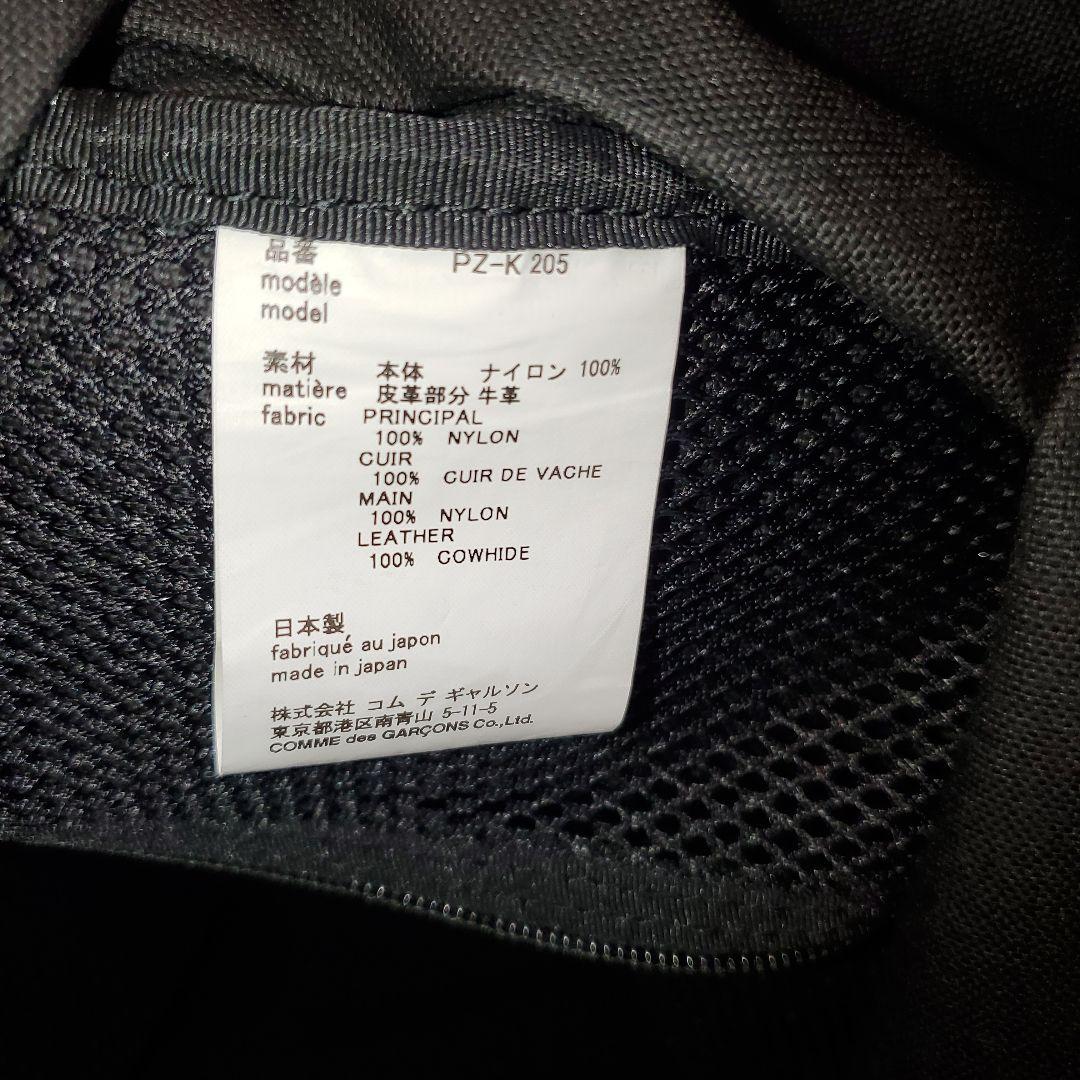 品番 PZ-K 205
modèle
model
素材 本体 ナイロン 100%
matière 皮革部分 牛革
fabric PRINCIPAL
100% NYLON
CUIR
100% CUIR DE VACHE
MAIN
100% NYLON
LEATHER
100% COWHIDE
日本製
fabriqué au japon
made in japan
株式会社 コム デ ギャルソン
東京都港区南青山 5-11-5
COMME des GARÇONS Co.,Ltd.